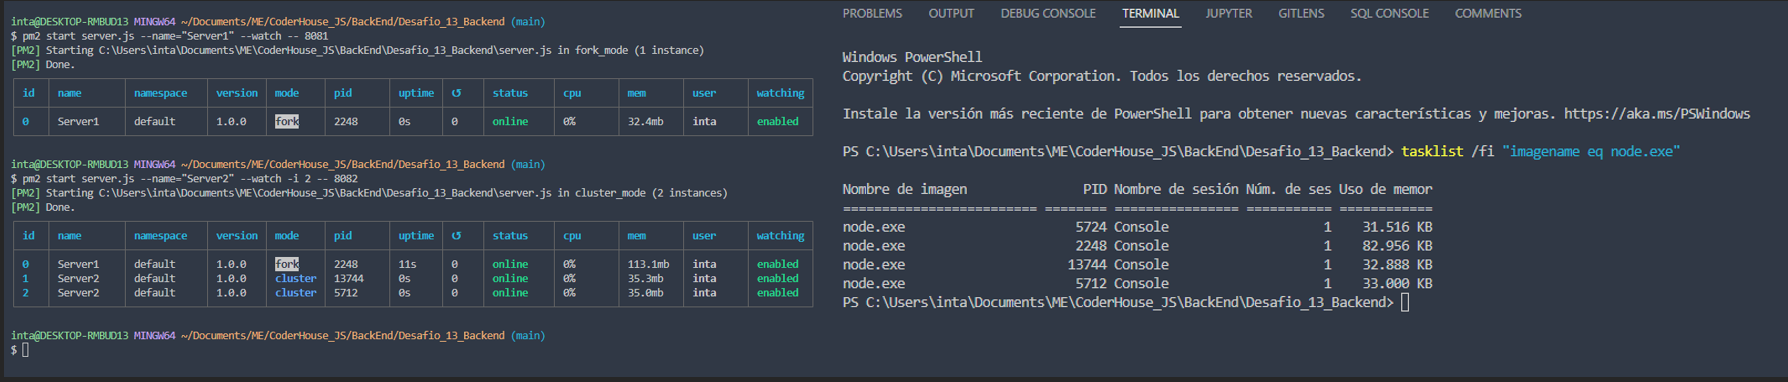 inta@DESKTOP-RMBUD13 MINGW64 ~/Documents/ME/CoderHouse_JS/BackEnd/Desafio_13_Backend (main)
$ pm2 start server.js --name="Server1" --watch -- 8081
[PM2] Starting C:\Users\inta\Documents\ME\CoderHouse_JS\BackEnd\Desafio_13_Backend\server.js in fork_mode (1 instance)
[PM2] Done.
id name namespace version mode pid uptime ↺ status cpu mem user watching
0 Server1 default 1.0.0 fork 2248 0s 0 online 0% 32.4mb inta enabled
inta@DESKTOP-RMBUD13 MINGW64 ~/Documents/ME/CoderHouse_JS/BackEnd/Desafio_13_Backend (main)
$ pm2 start server.js --name="Server2" --watch -i 2 -- 8082
[PM2] Starting C:\Users\inta\Documents\ME\CoderHouse_JS\BackEnd\Desafio_13_Backend\server.js in cluster_mode (2 instances)
[PM2] Done.
id name namespace version mode pid uptime ↺ status cpu mem user watching
0 Server1 default 1.0.0 fork 2248 11s 0 online 0% 113.1mb inta enabled
1 Server2 default 1.0.0 cluster 13744 0s 0 online 0% 35.3mb inta enabled
2 Server2 default 1.0.0 cluster 5712 0s 0 online 0% 35.0mb inta enabled
inta@DESKTOP-RMBUD13 MINGW64 ~/Documents/ME/CoderHouse_JS/BackEnd/Desafio_13_Backend (main)
$
PROBLEMS OUTPUT DEBUG CONSOLE TERMINAL JUPYTER GITLENS SQL CONSOLE COMMENTS
Windows PowerShell
Copyright (C) Microsoft Corporation. Todos los derechos reservados.
Instale la versión más reciente de PowerShell para obtener nuevas características y mejoras. https://aka.ms/PSWindows
PS C:\Users\inta\Documents\ME\CoderHouse_JS\BackEnd\Desafio_13_Backend> tasklist /fi "imagename eq node.exe"
Nombre de imagen PID Nombre de sesión Núm. de ses Uso de memor
========================= ======== ================ =========== ============
node.exe 5724 Console 1 31.516 KB
node.exe 2248 Console 1 82.956 KB
node.exe 13744 Console 1 32.888 KB
node.exe 5712 Console 1 33.000 KB
PS C:\Users\inta\Documents\ME\CoderHouse_JS\BackEnd\Desafio_13_Backend>